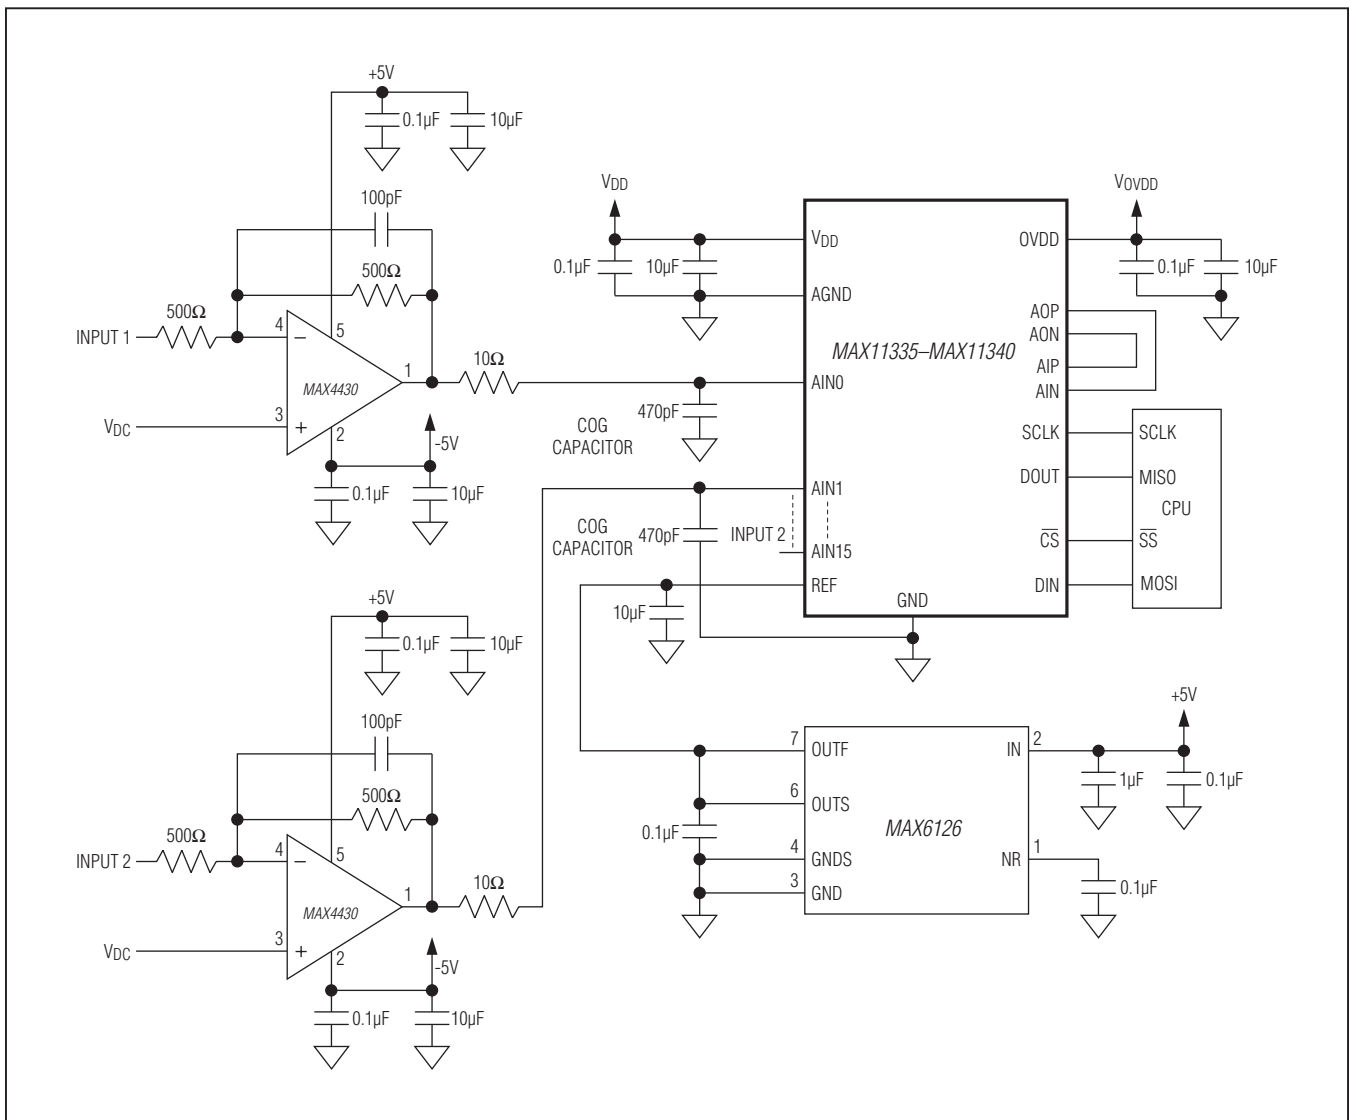 +5V
0.1µF
10µF
100pF
500Ω
500Ω
INPUT 1
4
5
–
MAX4430
1
10Ω
3
+
2
VDC
-5V
0.1µF
10µF
VDD
0.1µF
10µF
VDD
AGND
MAX11335–MAX11340
OVDD
VOVDD
0.1µF
10µF
AOP
AON
AIP
AIN
AIN0
470pF
COG
CAPACITOR
SCLK
SCLK
DOUT
MISO
CPU
CS
SS
DIN
MOSI
AIN1
COG
CAPACITOR
470pF
INPUT 2
AIN15
REF
GND
10µF
+5V
0.1µF
10µF
100pF
500Ω
500Ω
INPUT 2
4
5
–
MAX4430
1
10Ω
3
+
2
VDC
-5V
0.1µF
10µF
7
OUTF
6
OUTS
0.1µF
4
GNDS
3
GND
MAX6126
IN
2
+5V
1µF
0.1µF
NR
1
0.1µF